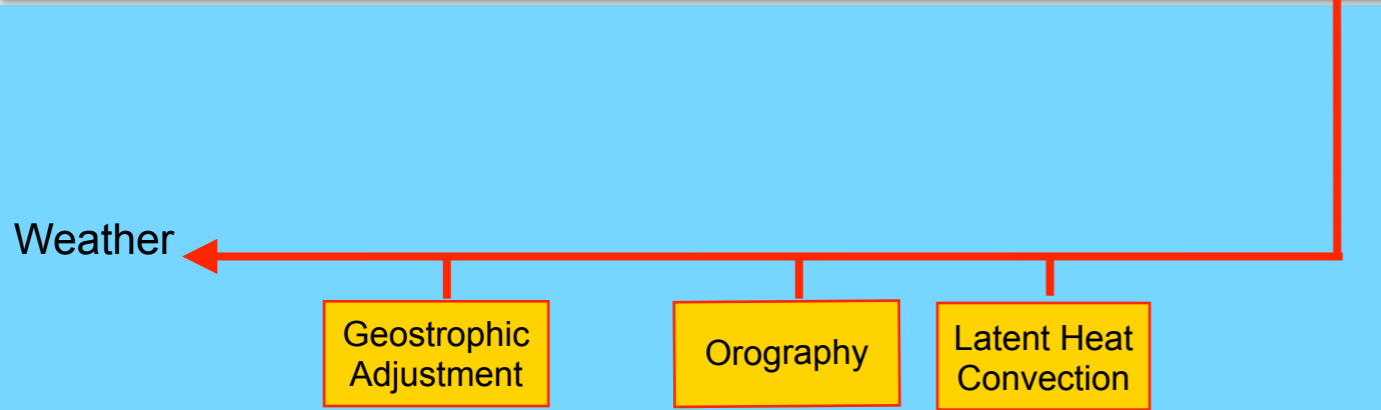 Weather
Geostrophic
Adjustment
Orography
Latent Heat
Convection